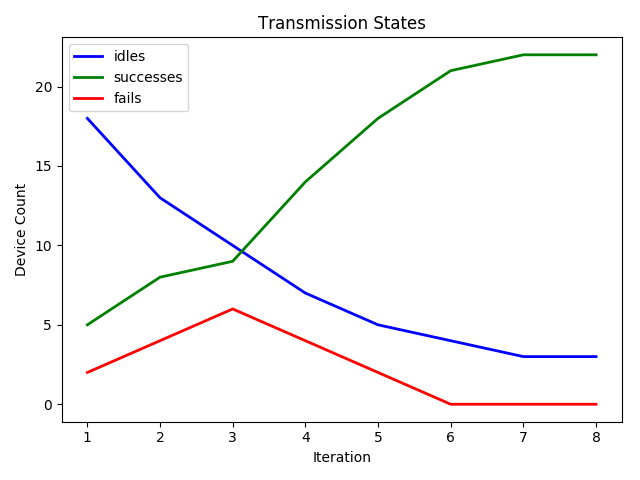 Transmission States
idles
successes
fails
Device Count
20
15
10
5
0
1 2 3 4 5 6 7 8
Iteration